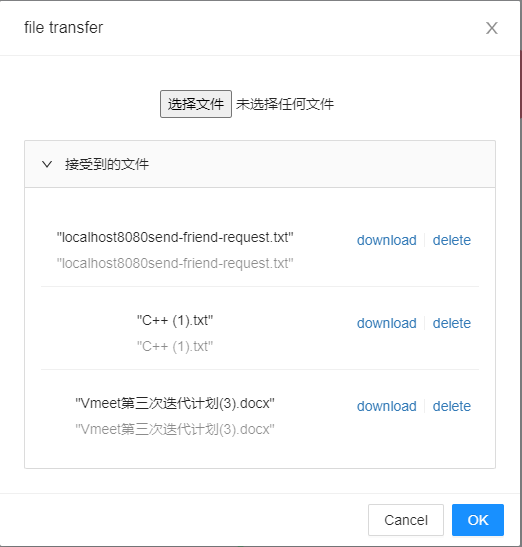 file transfer
选择文件 未选择任何文件
接受到的文件
"localhost8080send-friend-request.txt"
"localhost8080send-friend-request.txt"
download delete
"C++ (1).txt"
"C++ (1).txt"
download delete
"Vmeet第三次迭代计划(3).docx"
"Vmeet第三次迭代计划(3).docx"
download delete
Cancel OK